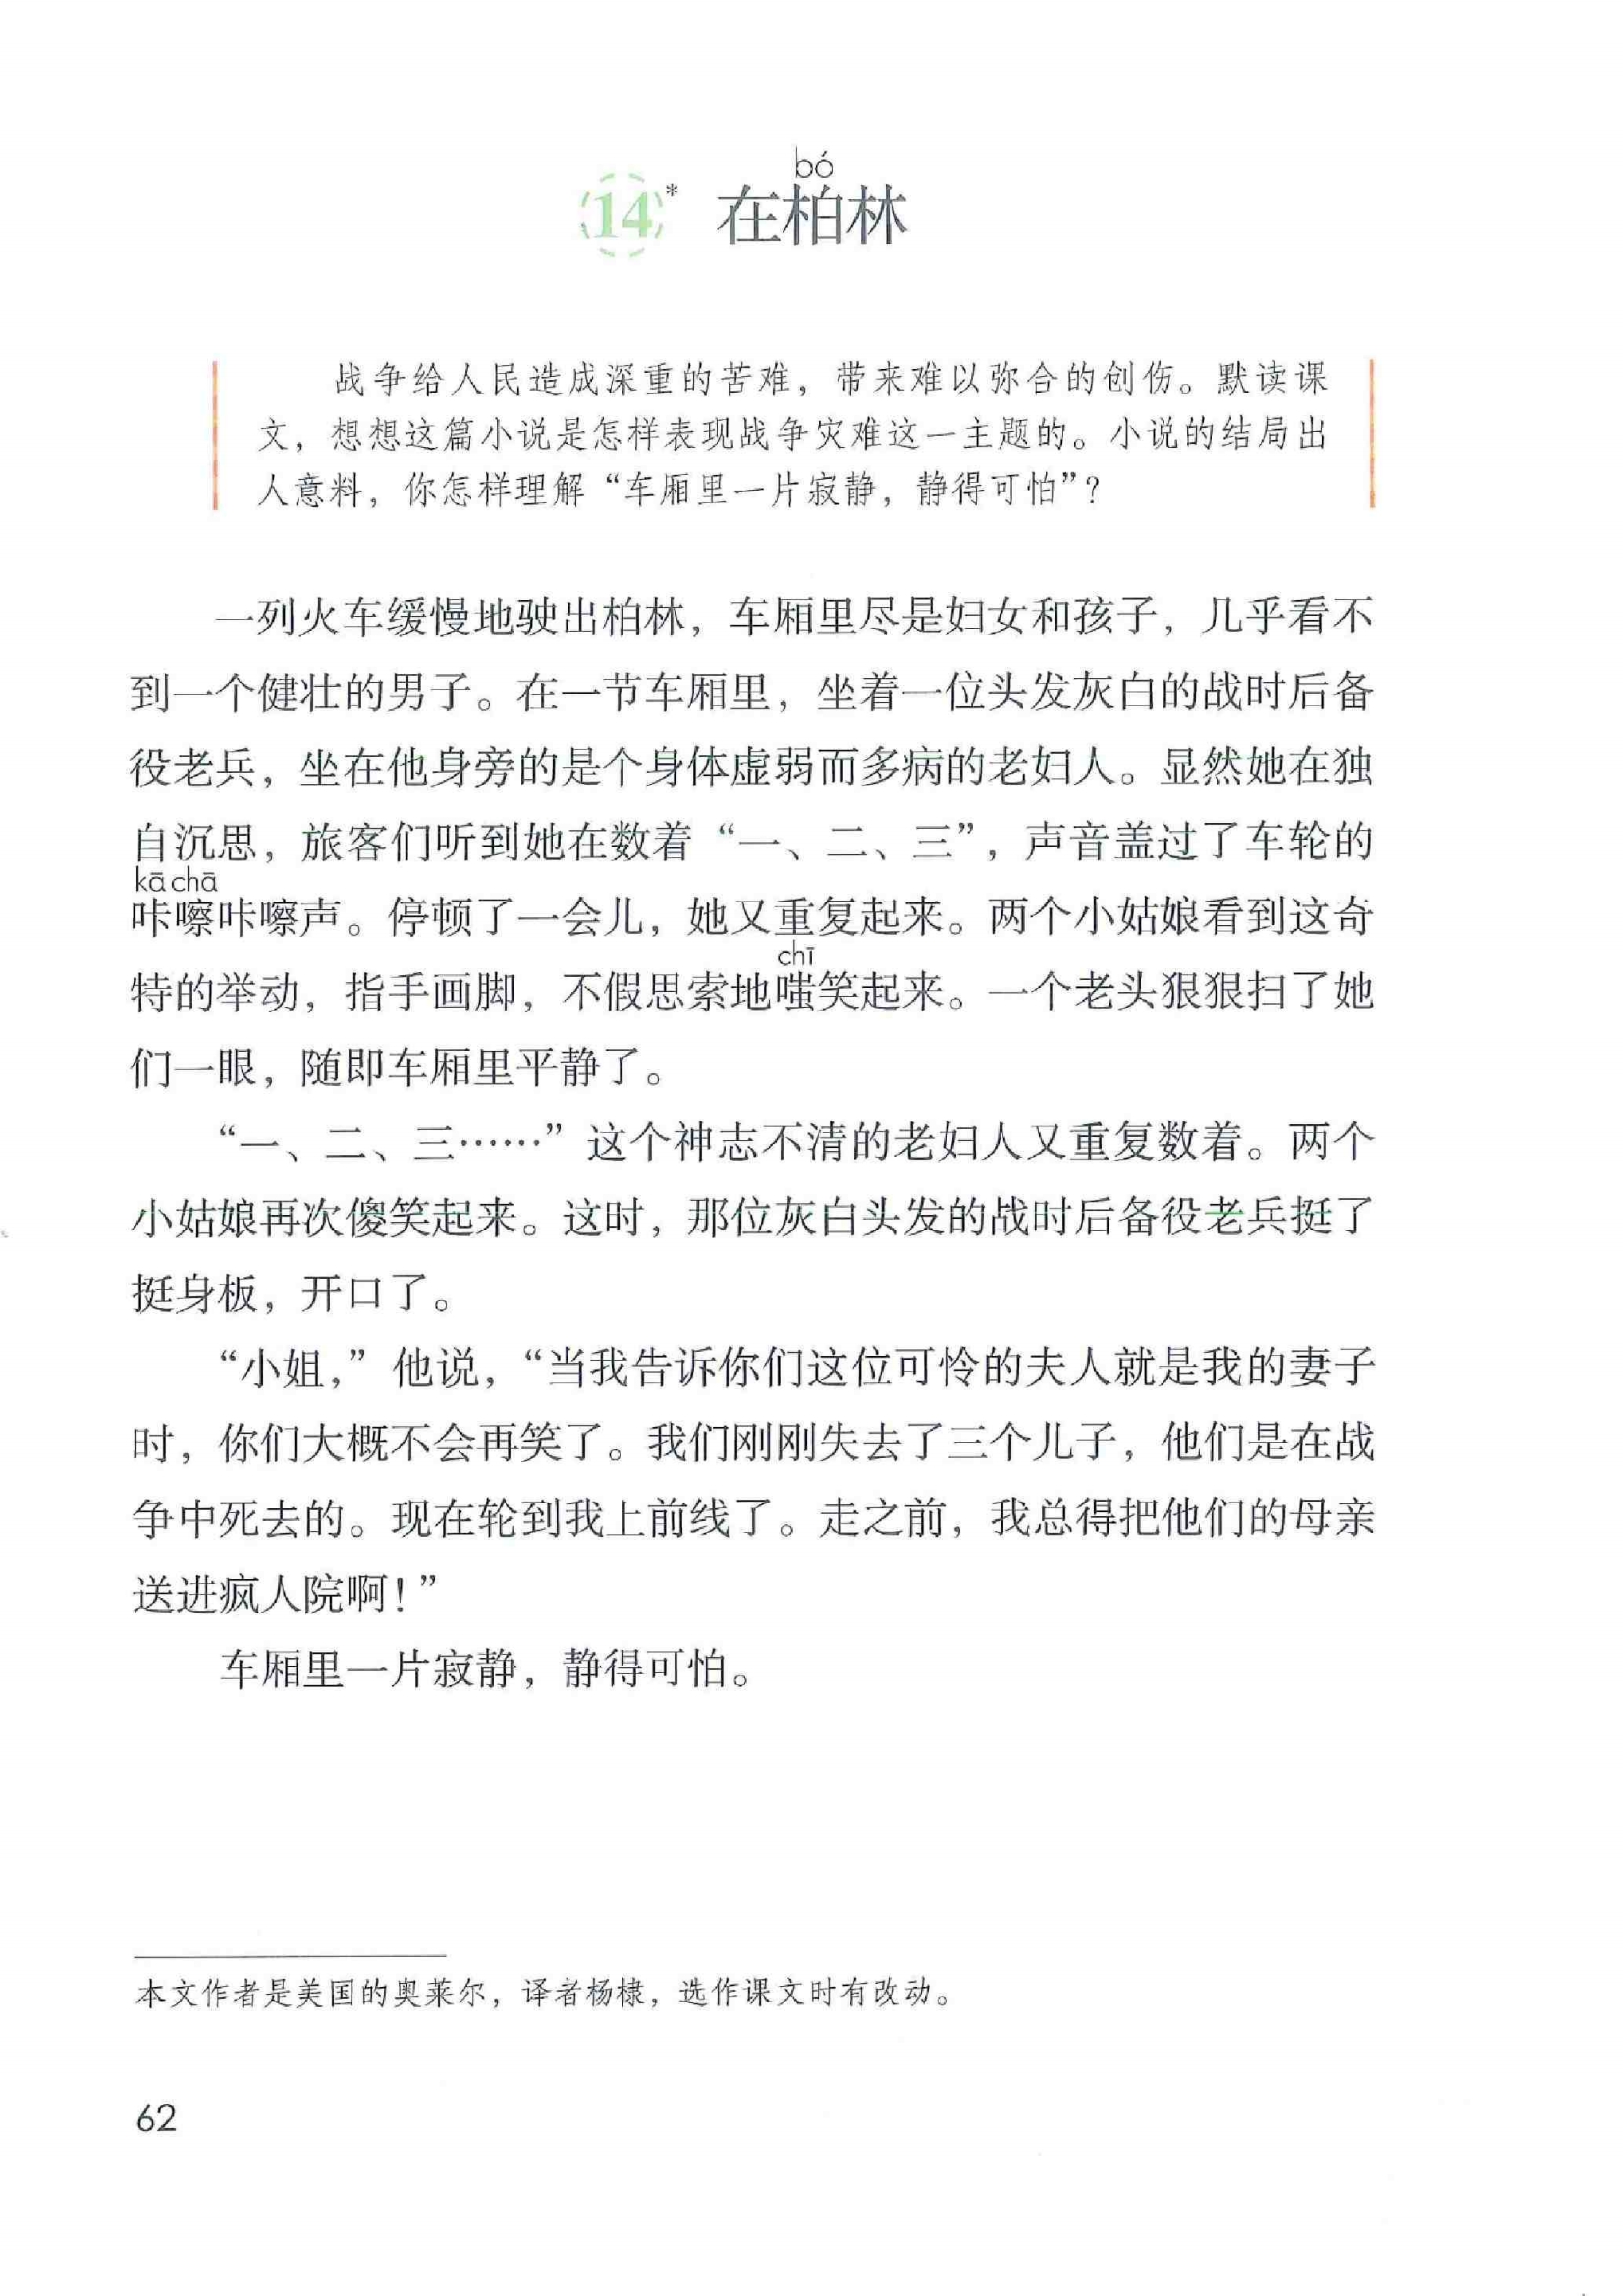 bó
14* 在柏林
战争给人民造成深重的苦难，带来难以弥合的创伤。默读课
文，想想这篇小说是怎样表现战争灾难这一主题的。小说的结局出
人意料，你怎样理解“车厢里一片寂静，静得可怕”？
一列火车缓慢地驶出柏林，车厢里尽是妇女和孩子，几乎看不
到一个健壮的男子。在一节车厢里，坐着一位头发灰白的战时后备
役老兵，坐在他身旁的是个身体虚弱而多病的老妇人。显然她在独
自沉思，旅客们听到她在数着“一、二、三”，声音盖过了车轮的
kā chā
咔嚓咔嚓声。停顿了一会儿，她又重复起来。两个小姑娘看到这奇
chī
特的举动，指手画脚，不假思索地嗤笑起来。一个老头狠狠扫了她
们一眼，随即车厢里平静了。
“一、二、三……”这个神志不清的老妇人又重复数着。两个
小姑娘再次傻笑起来。这时，那位灰白头发的战时后备役老兵挺了
挺身板，开口了。
“小姐，”他说，“当我告诉你们这位可怜的夫人就是我的妻子
时，你们大概不会再笑了。我们刚刚失去了三个儿子，他们是在战
争中死去的。现在轮到我上前线了。走之前，我总得把他们的母亲
送进疯人院啊！”
车厢里一片寂静，静得可怕。
本文作者是美国的奥莱尔，译者杨棣，选作课文时有改动。
62